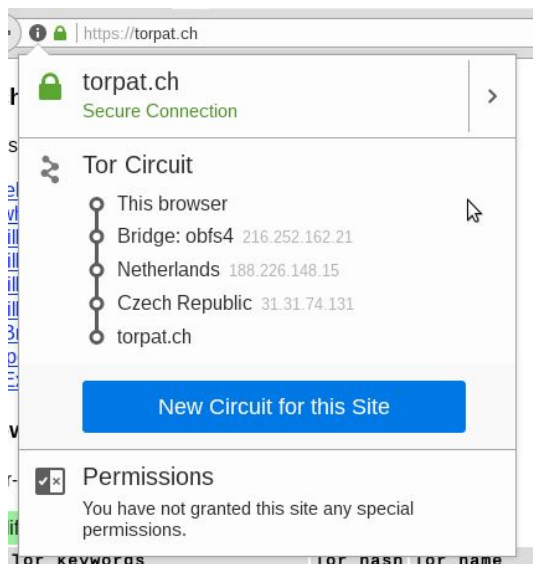 https://torpat.ch
torpat.ch
Secure Connection
Tor Circuit
This browser
Bridge: obfs4 216.252.162.21
Netherlands 188.226.148.15
Czech Republic 31.31.74.131
torpat.ch
New Circuit for this Site
Permissions
You have not granted this site any special
permissions.
Tor keywords Tor hash Tor name